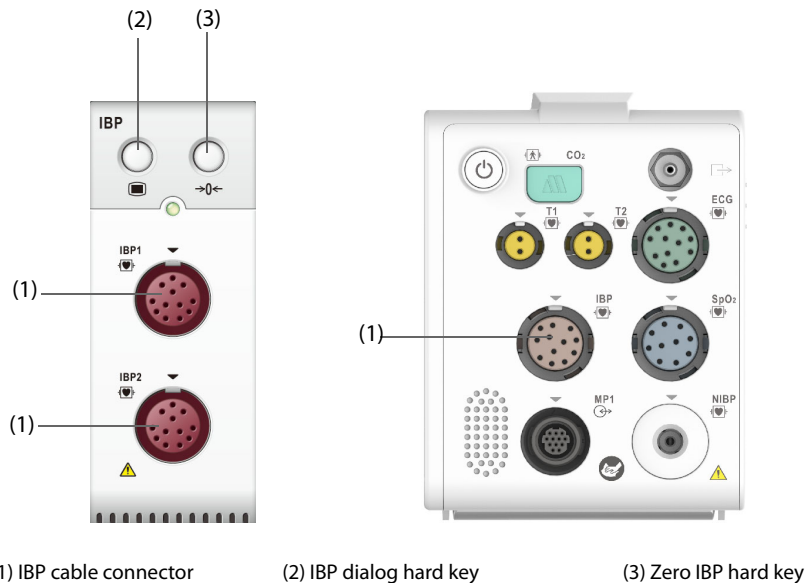 (2) (3)
IBP
→0←
IBP1
(1)
IBP2
(1)
CO₂
T1 T2 ECG
IBP SpO₂
(1)
MP1 NIBP
1) IBP cable connector (2) IBP dialog hard key (3) Zero IBP hard key